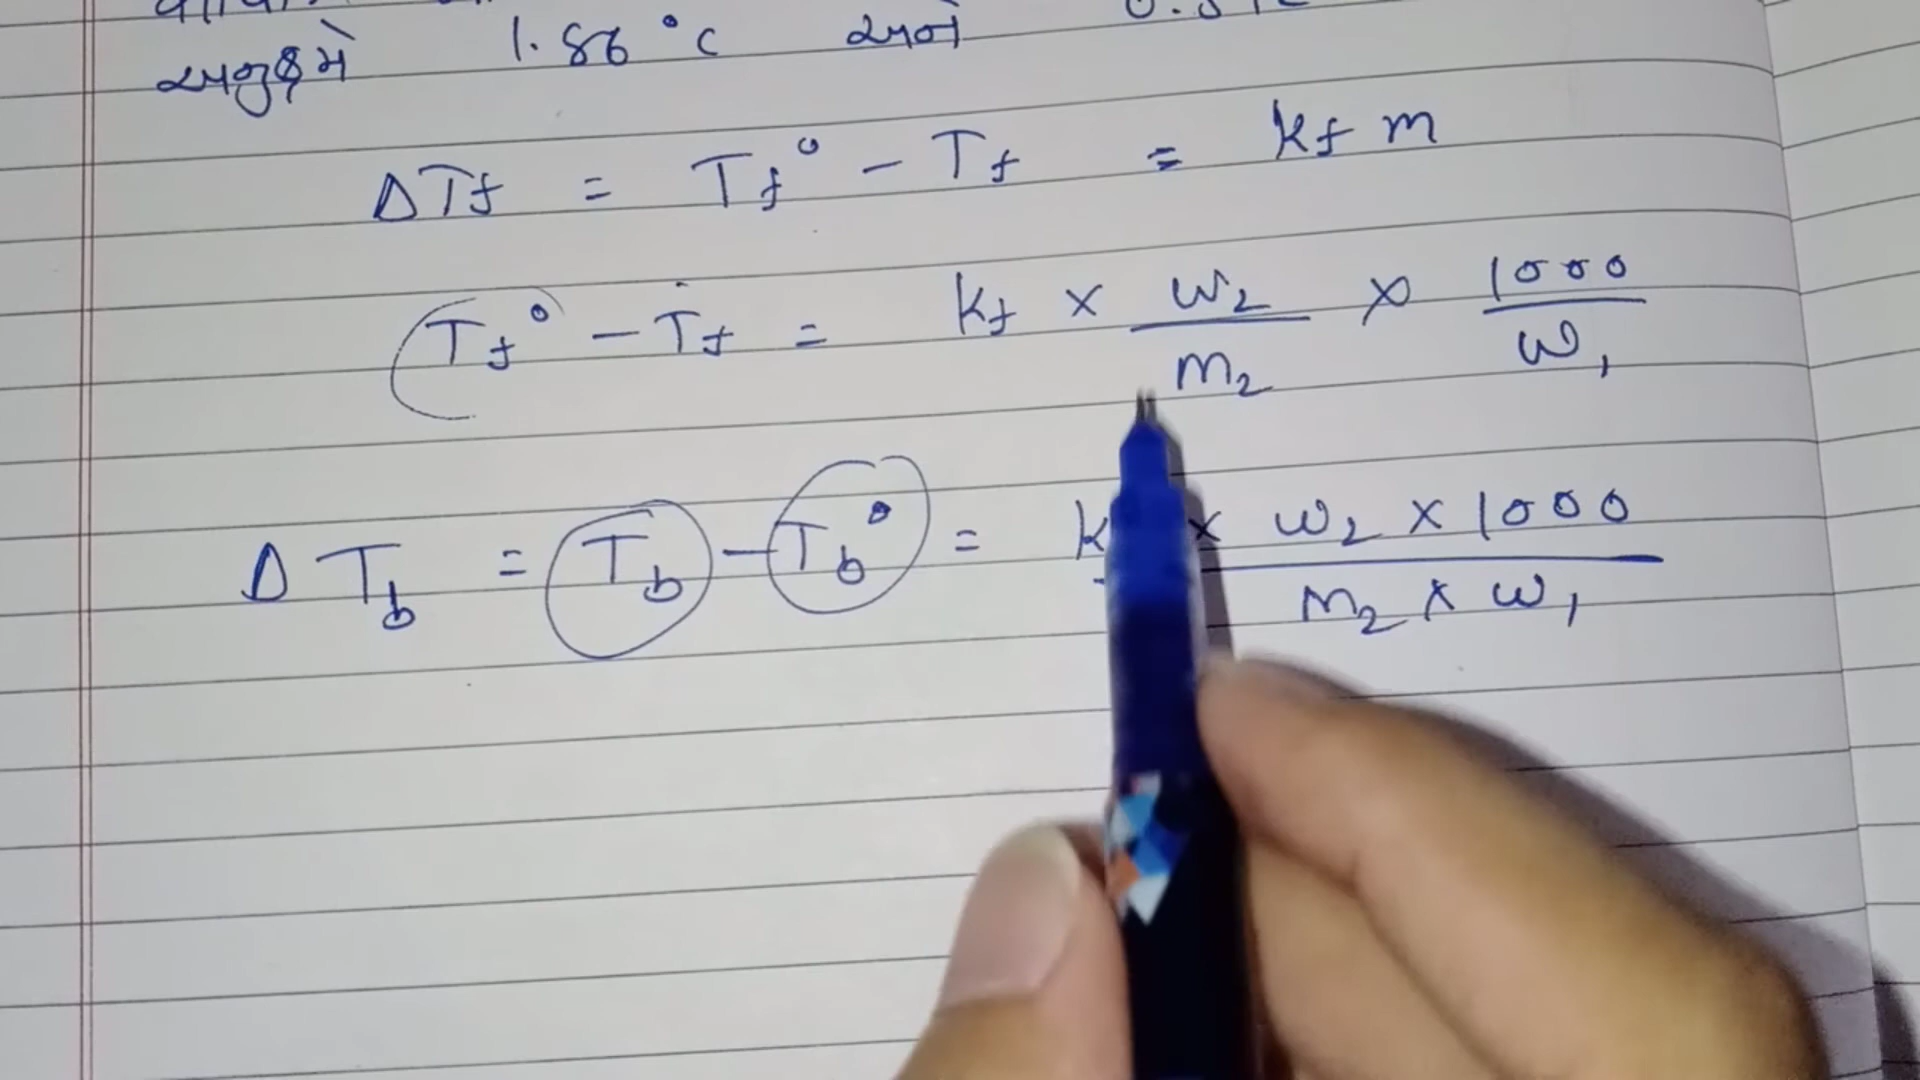 અનુક્રમે 1.86 °C અને
ΔTf = Tf° - Tf = Kf m
Tf° - Tf = Kf × w2/m2 × 1000/w1
ΔTb = Tb - Tb° = K × w2 × 1000 / m2 × w1